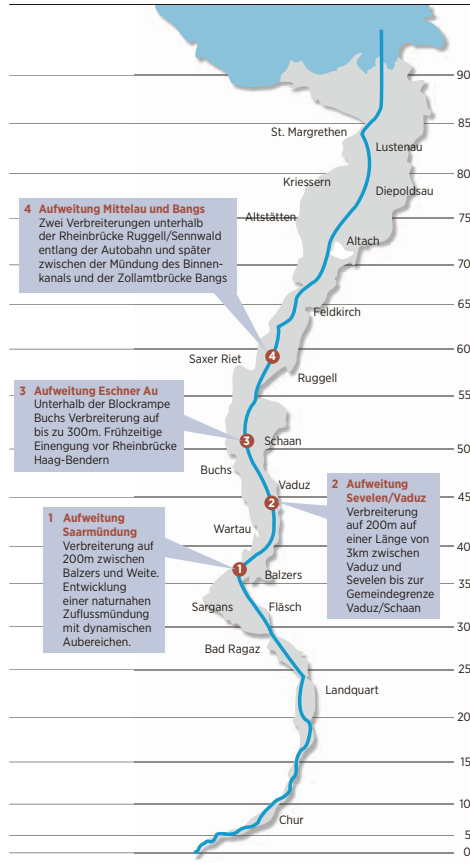 90
85
St. Margrethen
Lustenau
80
Kriessern
Diepoldsau
4 Aufweitung Mittelau und Bangs
Zwei Verbreiterungen unterhalb
der Rheinbrücke Ruggell/Sennwald
entlang der Autobahn und später
zwischen der Mündung des Binnen-
kanals und der Zollamtbrücke Bangs
Altstätten
75
Altach
70
65
Feldkirch
60
4
Saxer Riet
Ruggell
55
3 Aufweitung Eschner Au
Unterhalb der Blockrampe
Buchs Verbreiterung auf
bis zu 300m. Frühzeitige
Einengung vor Rheinbrücke
Haag-Bendern
3
Schaan
50
Buchs
Vaduz
2
45
2 Aufweitung
Sevelen/Vaduz
Verbreiterung
auf 200m auf
einer Länge von
3km zwischen
Vaduz und
Sevelen bis zur
Gemeindegrenze
Vaduz/Schaan
1 Aufweitung
Saarmündung
Verbreiterung auf
200m zwischen
Balzers und Weite.
Entwicklung
einer naturnahen
Zuflussmündung
mit dynamischen
Aubereichen.
Wartau
40
1
Balzers
35
Sargans
Fläsch
30
Bad Ragaz
25
Landquart
20
15
10
Chur
5
0